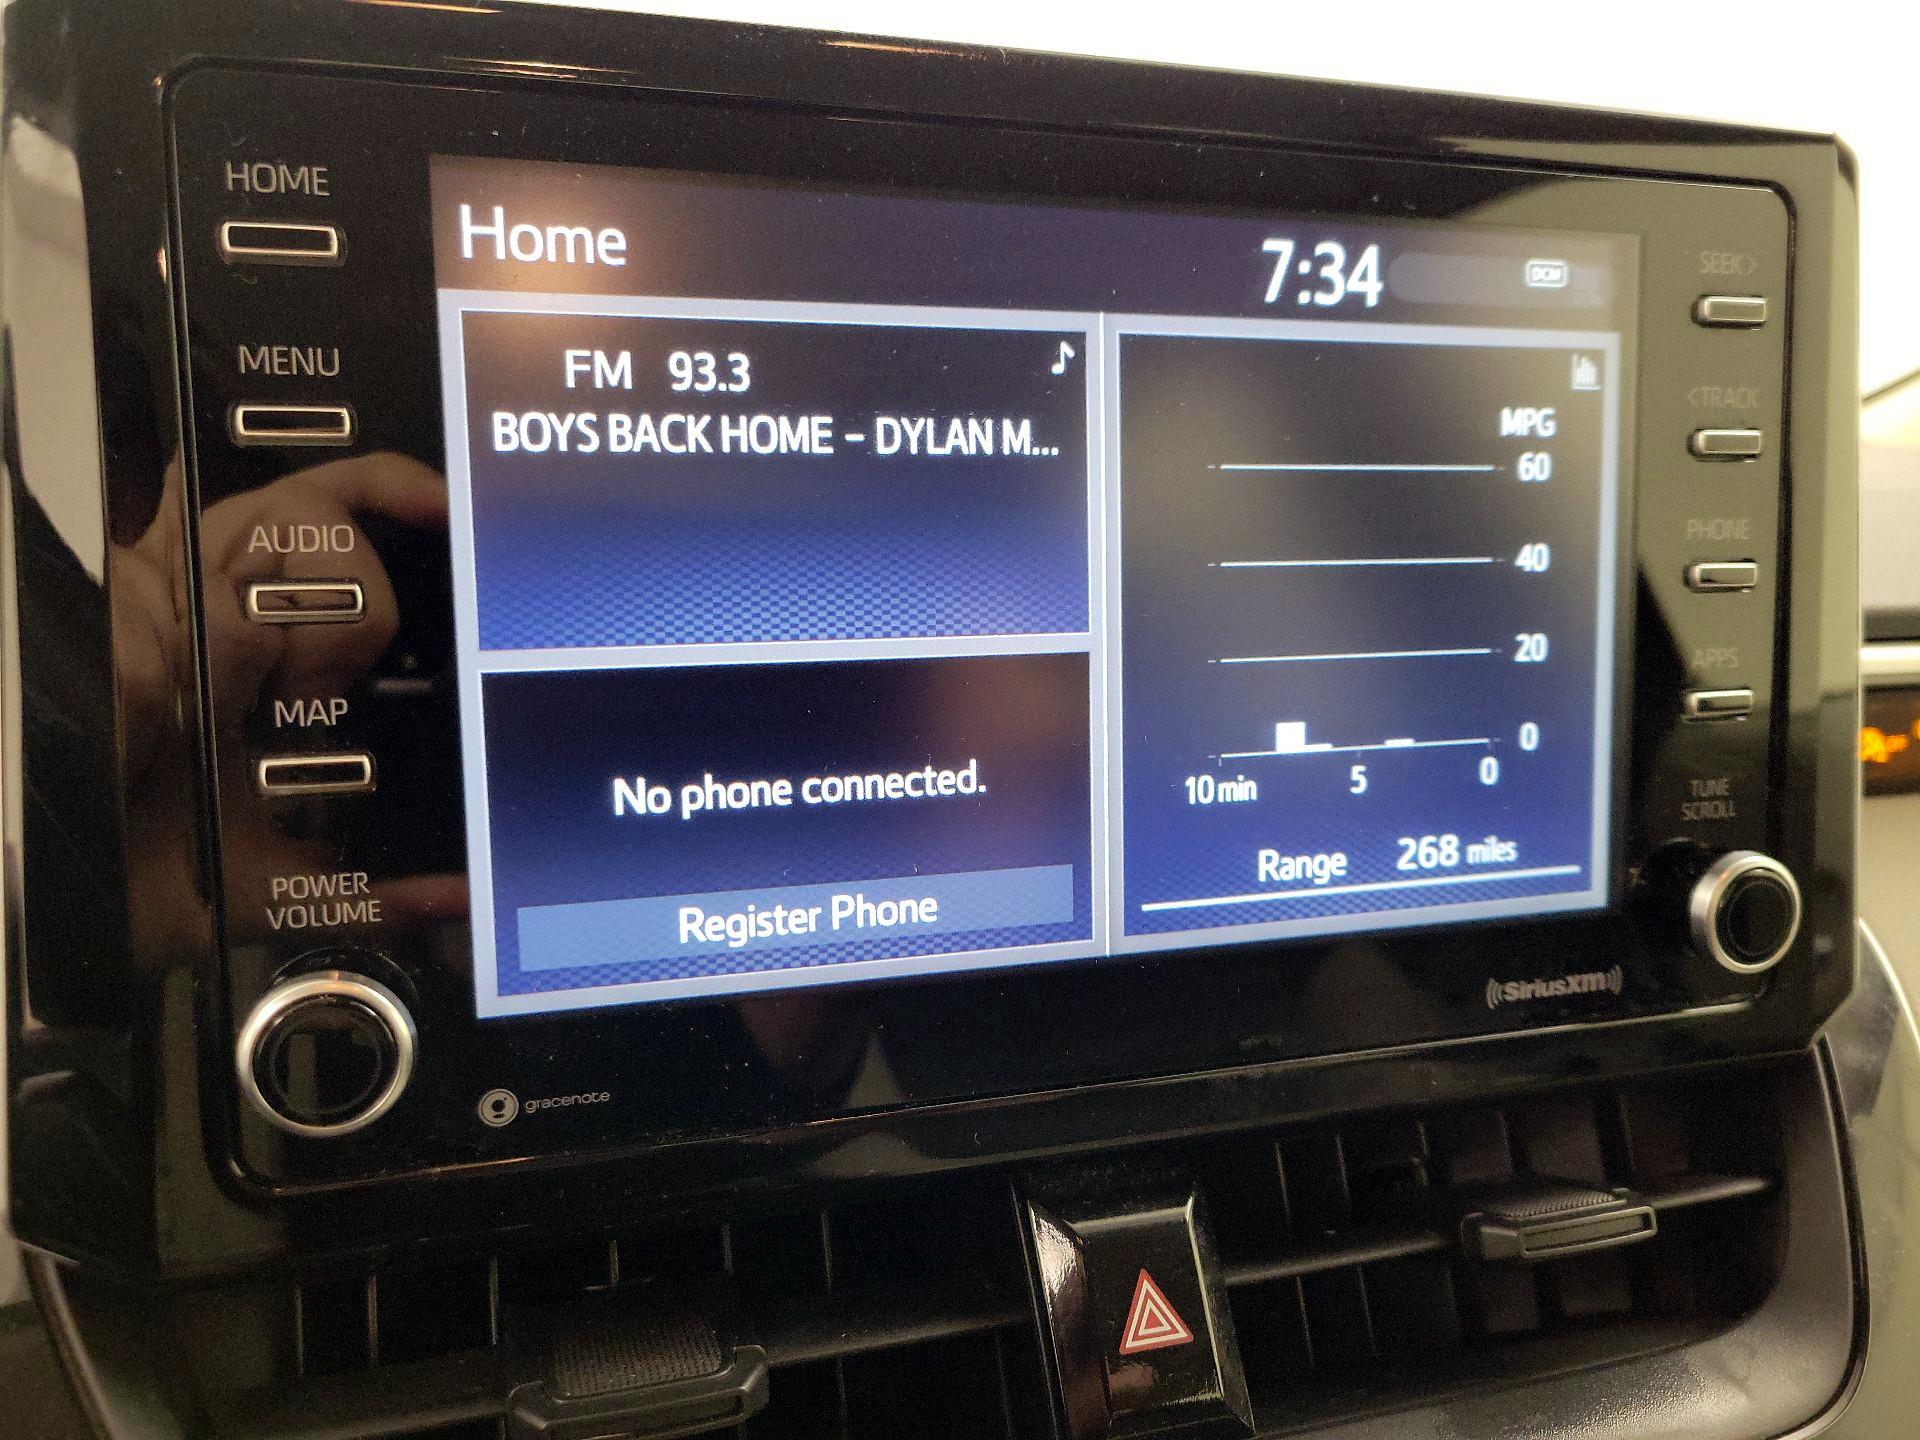 HOME
MENU
AUDIO
MAP
POWER
VOLUME
Home
7:34
DCM
FM 93.3
BOYS BACK HOME - DYLAN M...
No phone connected.
Register Phone
MPG
60
40
20
0
10 min 5 0
Range 268 miles
SEEK >
< TRACK
PHONE
APPS
TUNE
SCROLL
gracenote
((SiriusXM))